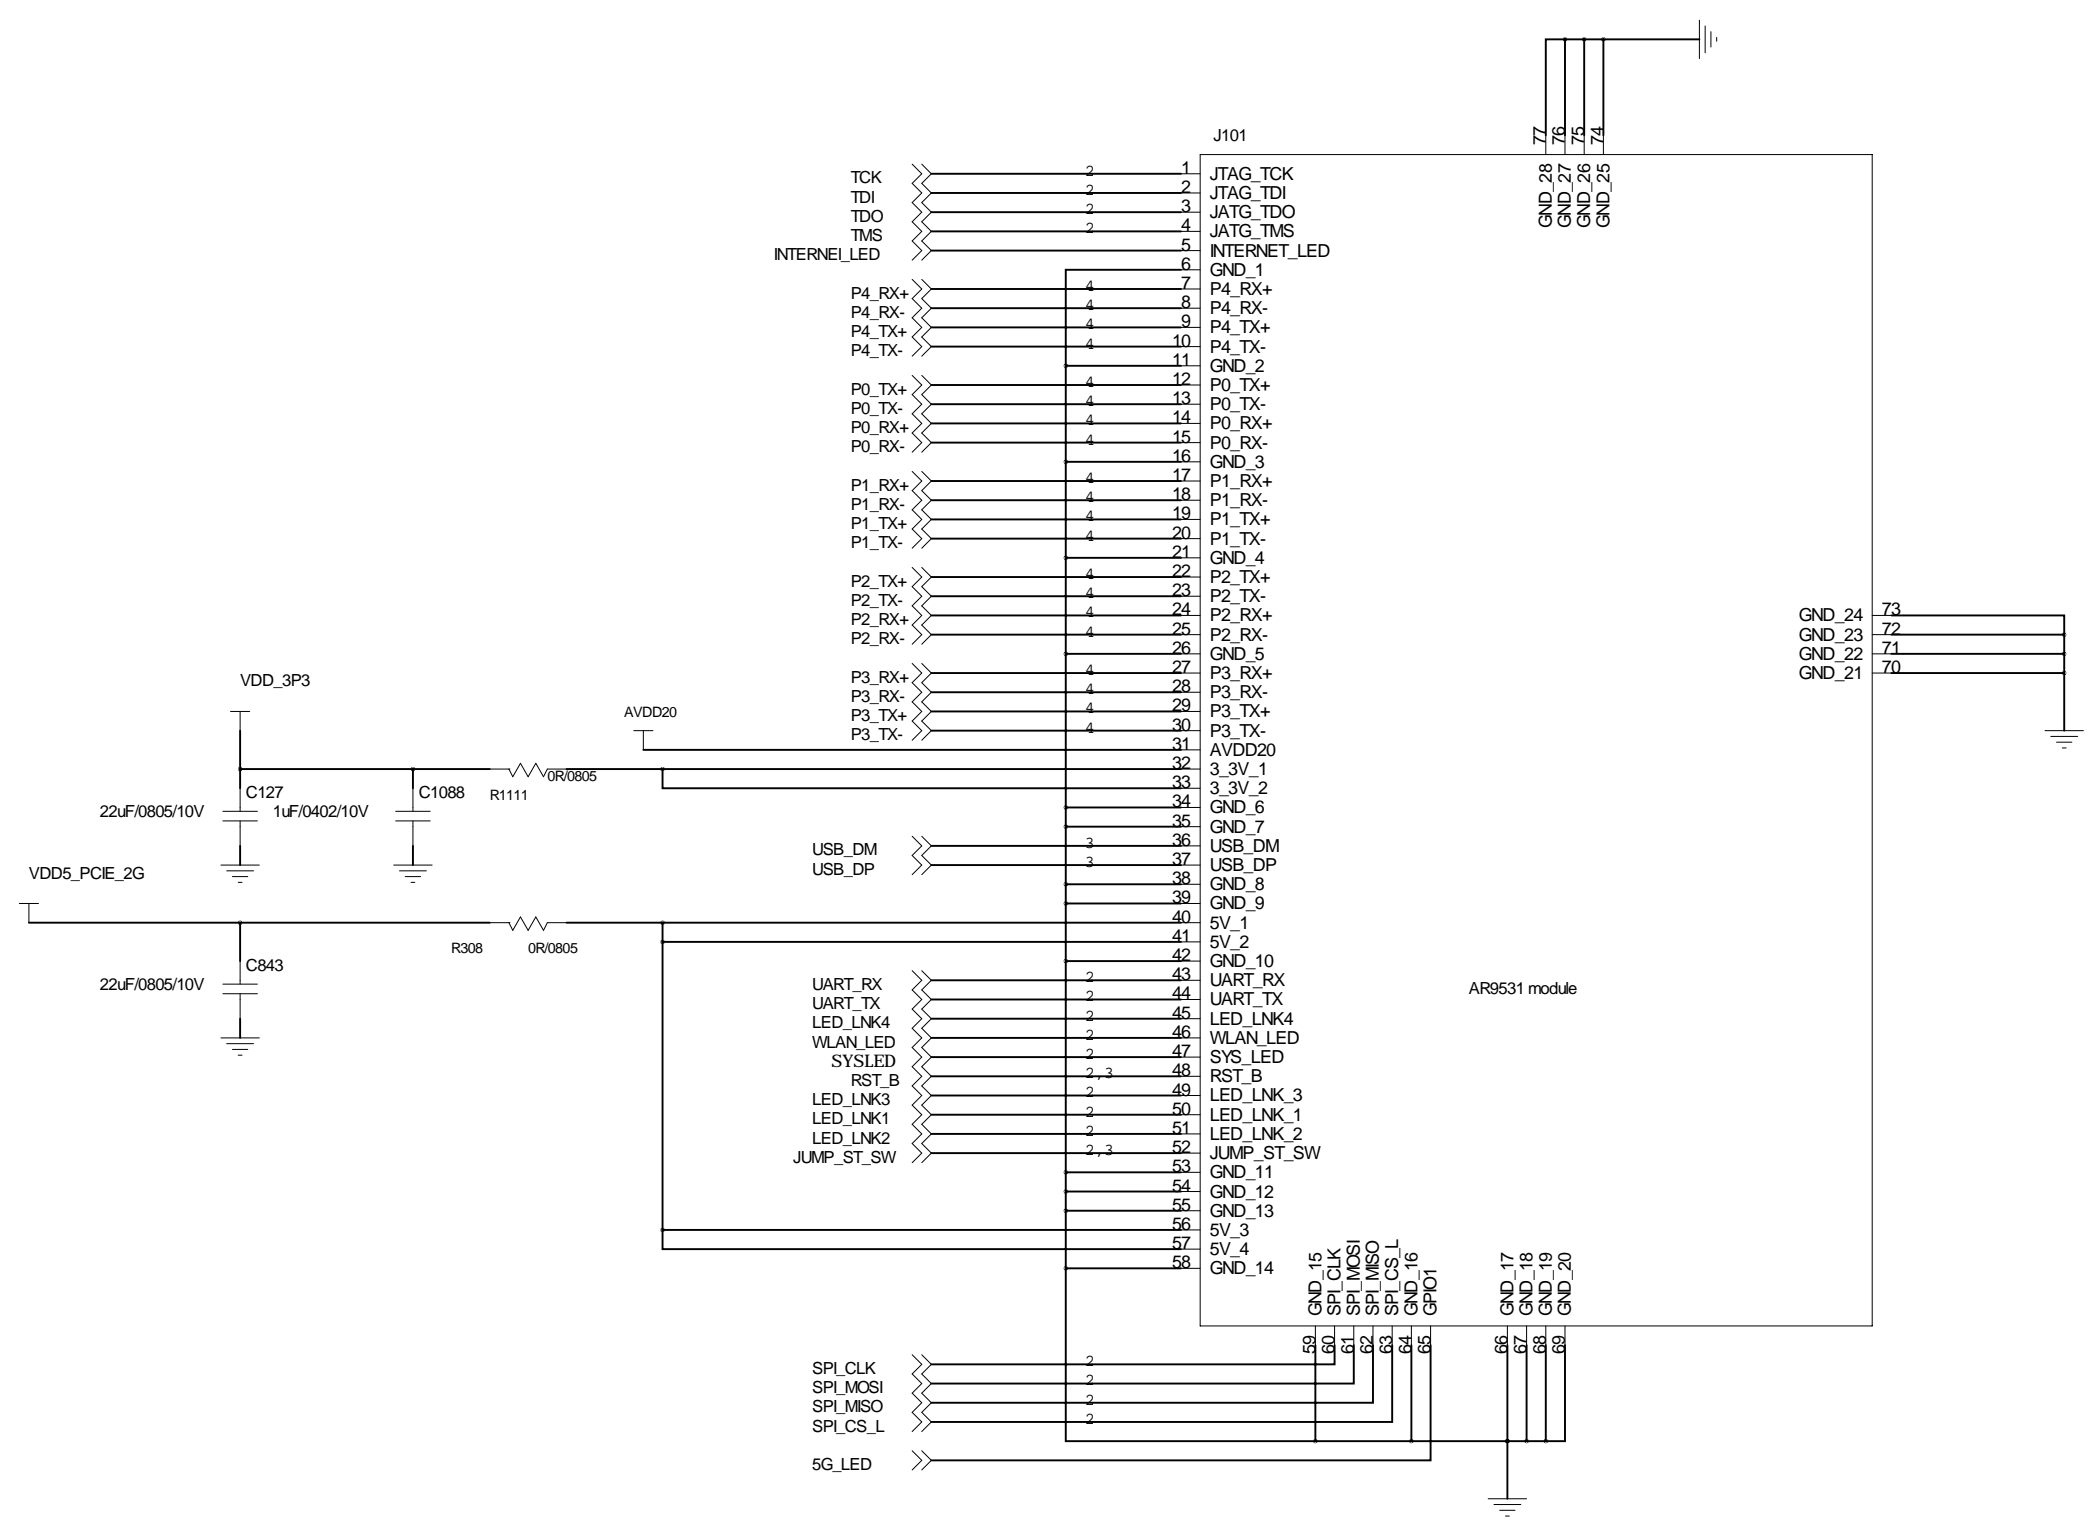 J101
77
76
75
74
GND_28
GND_27
GND_26
GND_25
TCK 2 1 JTAG_TCK
TDI 2 2 JTAG_TDI
TDO 2 3 JATG_TDO
TMS 2 4 JATG_TMS
INTERNEI_LED 5 INTERNET_LED
6 GND_1
P4_RX+ 4 7 P4_RX+
P4_RX- 4 8 P4_RX-
P4_TX+ 4 9 P4_TX+
P4_TX- 4 10 P4_TX-
11 GND_2
P0_TX+ 4 12 P0_TX+
P0_TX- 4 13 P0_TX-
P0_RX+ 4 14 P0_RX+
P0_RX- 4 15 P0_RX-
16 GND_3
P1_RX+ 4 17 P1_RX+
P1_RX- 4 18 P1_RX-
P1_TX+ 4 19 P1_TX+
P1_TX- 4 20 P1_TX-
21 GND_4
P2_TX+ 4 22 P2_TX+
P2_TX- 4 23 P2_TX-
P2_RX+ 4 24 P2_RX+
P2_RX- 4 25 P2_RX-
26 GND_5
P3_RX+ 4 27 P3_RX+
P3_RX- 4 28 P3_RX-
P3_TX+ 4 29 P3_TX+
P3_TX- 4 30 P3_TX-
GND_24 73
GND_23 72
GND_22 71
GND_21 70
VDD_3P3
AVDD20
31 AVDD20
32 3_3V_1
33 3_3V_2
0R/0805
R1111
C127
22uF/0805/10V
C1088
1uF/0402/10V
34 GND_6
35 GND_7
USB_DM 3 36 USB_DM
USB_DP 3 37 USB_DP
38 GND_8
39 GND_9
VDD5_PCIE_2G
40 5V_1
41 5V_2
R308 0R/0805
C843
22uF/0805/10V
42 GND_10
UART_RX 2 43 UART_RX
UART_TX 2 44 UART_TX
LED_LNK4 2 45 LED_LNK4
WLAN_LED 2 46 WLAN_LED
SYSLED 2 47 SYS_LED
RST_B 2,3 48 RST_B
LED_LNK3 2 49 LED_LNK_3
LED_LNK1 2 50 LED_LNK_1
LED_LNK2 2 51 LED_LNK_2
JUMP_ST_SW 2,3 52 JUMP_ST_SW
53 GND_11
54 GND_12
55 GND_13
56 5V_3
57 5V_4
58 GND_14
AR9531 module
GND_15
SPI_CLK
SPI_MOSI
SPI_MISO
SPI_CS_L
GND_16
GPIO1
GND_17
GND_18
GND_19
GND_20
59
60
61
62
63
64
65
66
67
68
69
SPI_CLK 2
SPI_MOSI 2
SPI_MISO 2
SPI_CS_L 2
5G_LED